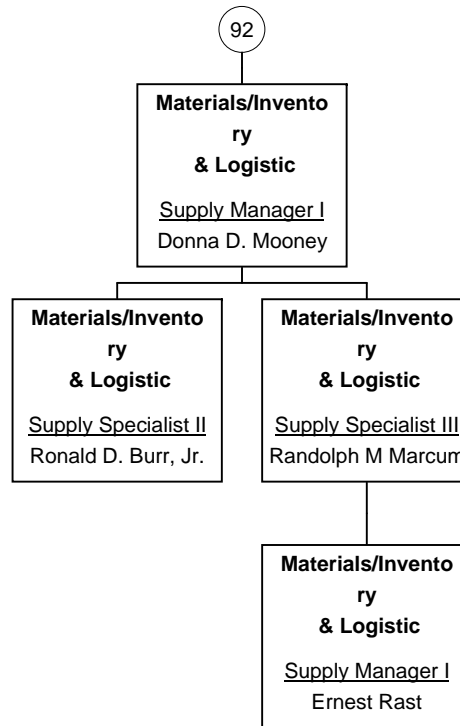 92
Materials/Invento
ry
& Logistic
Supply Manager I
Donna D. Mooney
Materials/Invento
ry
& Logistic
Supply Specialist II
Ronald D. Burr, Jr.
Materials/Invento
ry
& Logistic
Supply Specialist III
Randolph M Marcum
Materials/Invento
ry
& Logistic
Supply Manager I
Ernest Rast